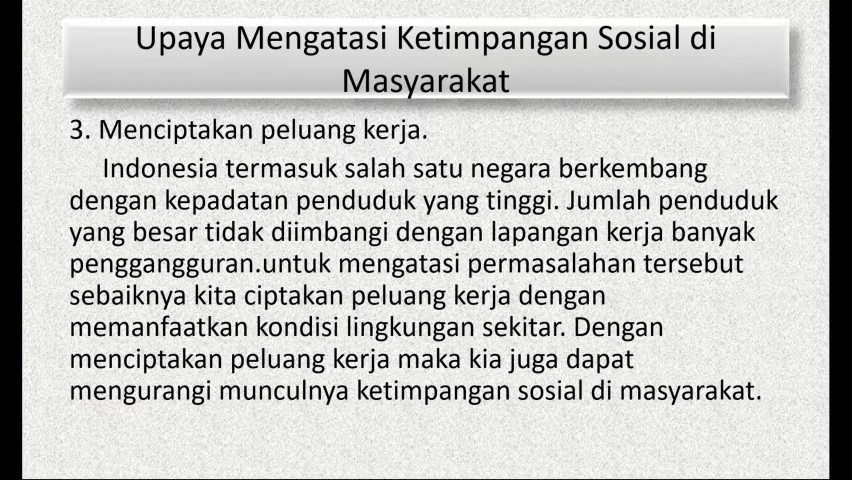 Upaya Mengatasi Ketimpangan Sosial di
Masyarakat
3. Menciptakan peluang kerja.
Indonesia termasuk salah satu negara berkembang
dengan kepadatan penduduk yang tinggi. Jumlah penduduk
yang besar tidak diimbangi dengan lapangan kerja banyak
penggangguran.untuk mengatasi permasalahan tersebut
sebaiknya kita ciptakan peluang kerja dengan
memanfaatkan kondisi lingkungan sekitar. Dengan
menciptakan peluang kerja maka kia juga dapat
mengurangi munculnya ketimpangan sosial di masyarakat.